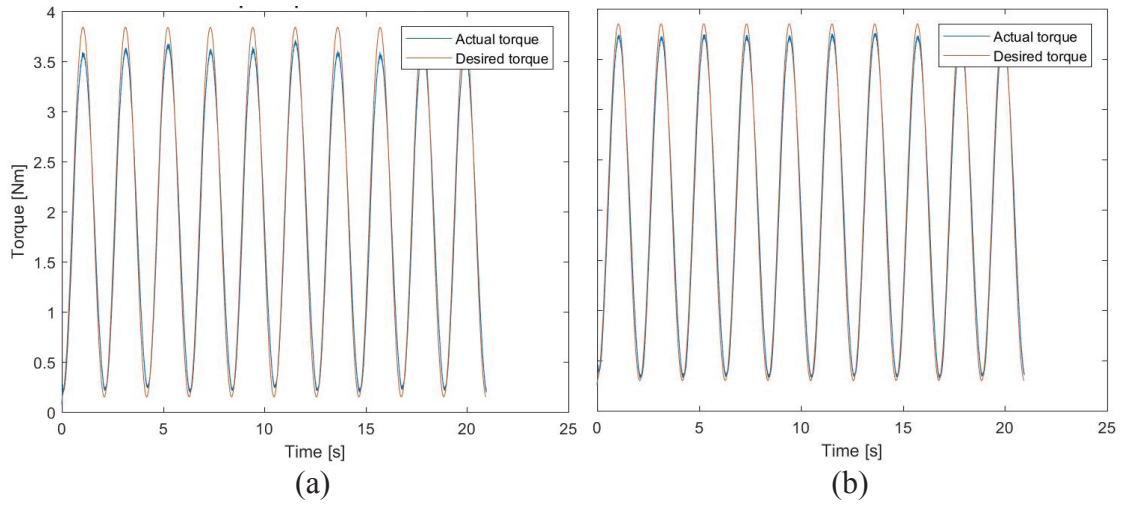 4
3.5
3
2.5
2
1.5
1
0.5
0
Torque [Nm]
Actual torque
Desired torque
0 5 10 15 20 25
Time [s]
(a)
Actual torque
Desired torque
0 5 10 15 20 25
Time [s]
(b)